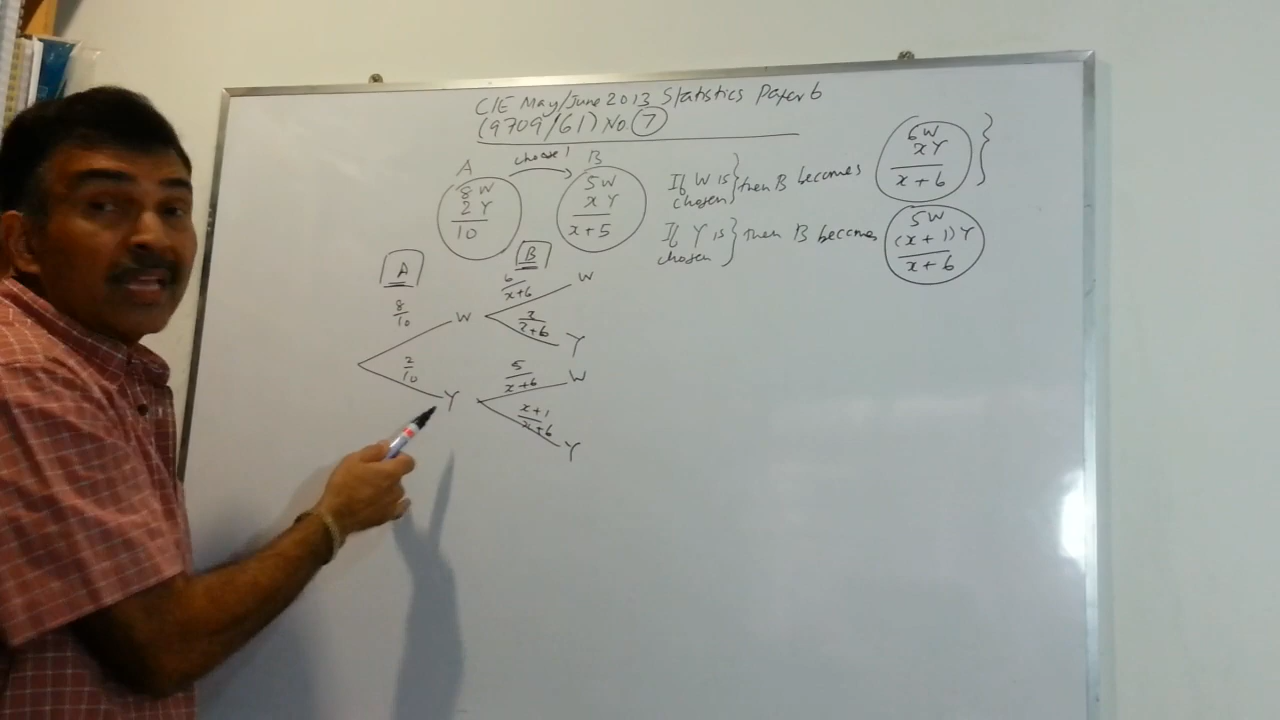 CIE May/June 2013 Statistics Paper 6
(9709/61) No. 7
A choose 1 B
8 W
2 Y
10
5 W
x Y
x + 5
If W is chosen } then B becomes
6 W
x Y
x + 6
If Y is chosen } then B becomes
5 W
(x + 1) Y
x + 6
A B
8/10 W 6/x+6 W
x/x+6 Y
2/10 Y 5/x+6 W
x+1/x+6 Y